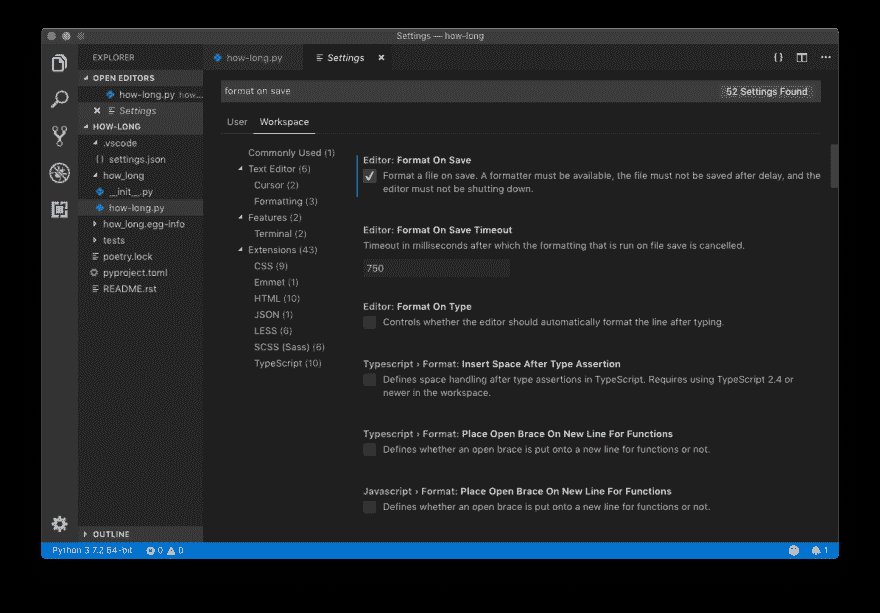 Settings — how-long
EXPLORER
OPEN EDITORS
how-long.py how...
Settings
HOW-LONG
.vscode
{} settings.json
how_long
__init__.py
how-long.py
how_long.egg-info
tests
poetry.lock
pyproject.toml
README.rst
OUTLINE
how-long.py
Settings
{}
...
format on save
52 Settings Found
User
Workspace
Commonly Used (1)
Text Editor (6)
Cursor (2)
Formatting (3)
Features (2)
Terminal (2)
Extensions (43)
CSS (9)
Emmet (1)
HTML (10)
JSON (1)
LESS (6)
SCSS (Sass) (6)
TypeScript (10)
Editor: Format On Save
Format a file on save. A formatter must be available, the file must not be saved after delay, and the
editor must not be shutting down.
Editor: Format On Save Timeout
Timeout in milliseconds after which the formatting that is run on file save is cancelled.
750
Editor: Format On Type
Controls whether the editor should automatically format the line after typing.
Typescript › Format: Insert Space After Type Assertion
Defines space handling after type assertions in TypeScript. Requires using TypeScript 2.4 or
newer in the workspace.
Typescript › Format: Place Open Brace On New Line For Functions
Defines whether an open brace is put onto a new line for functions or not.
Javascript › Format: Place Open Brace On New Line For Functions
Defines whether an open brace is put onto a new line for functions or not.
Python 3.7.2 64-bit
0
0
1